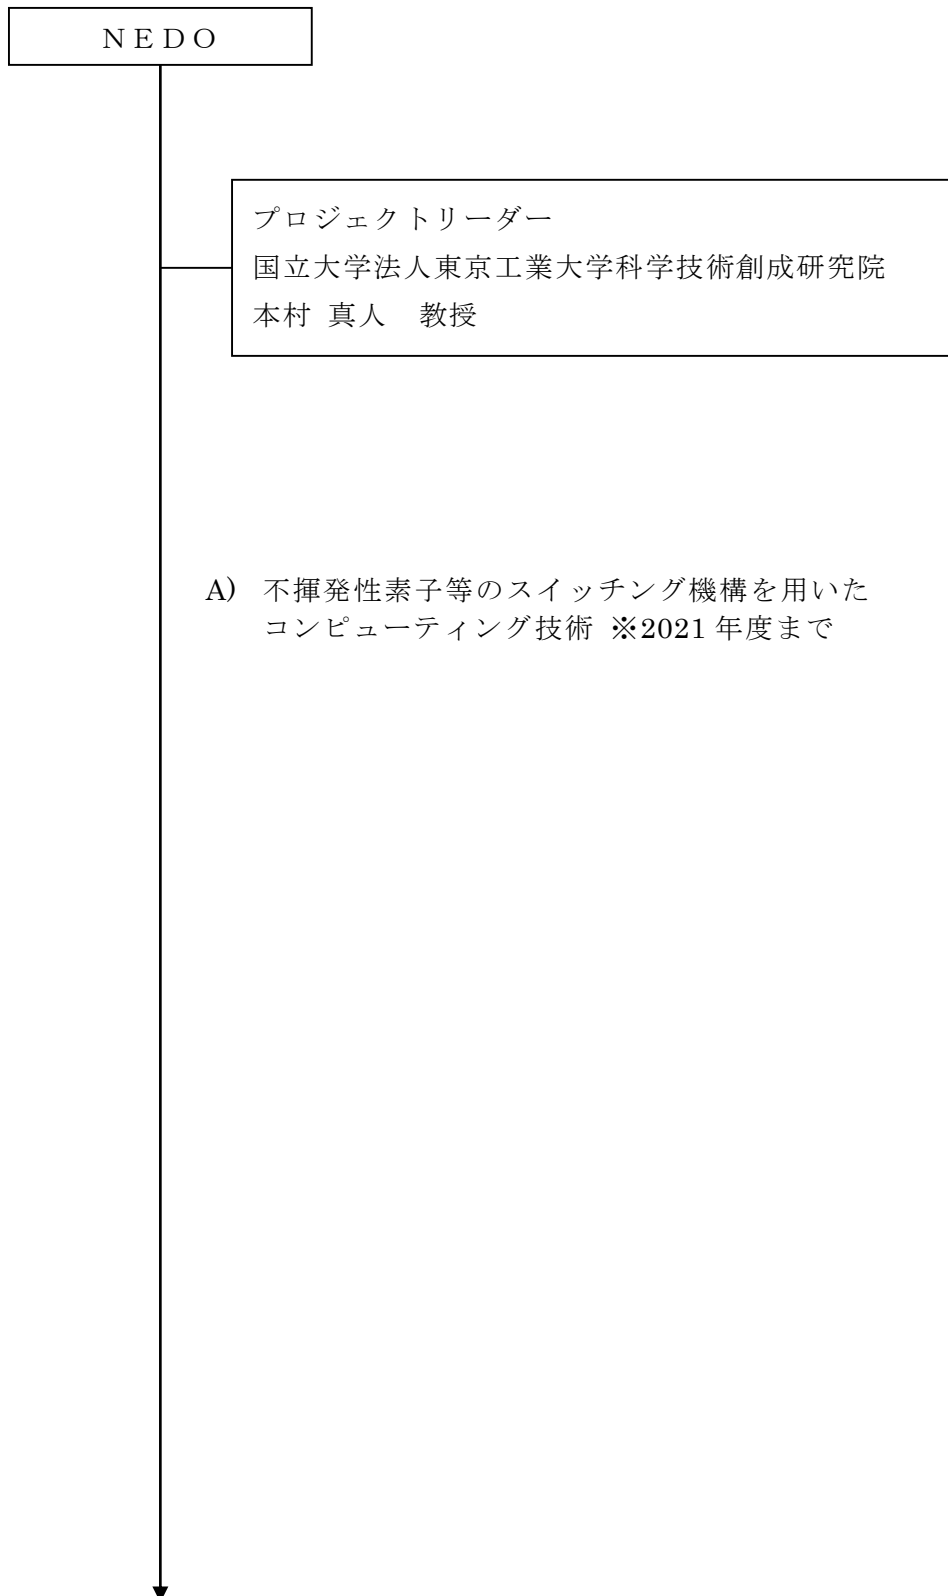 ＮＥＤＯ
プロジェクトリーダー
国立大学法人東京工業大学科学技術創成研究院
本村 真人　教授
A) 不揮発性素子等のスイッチング機構を用いた
コンピューティング技術 ※2021 年度まで